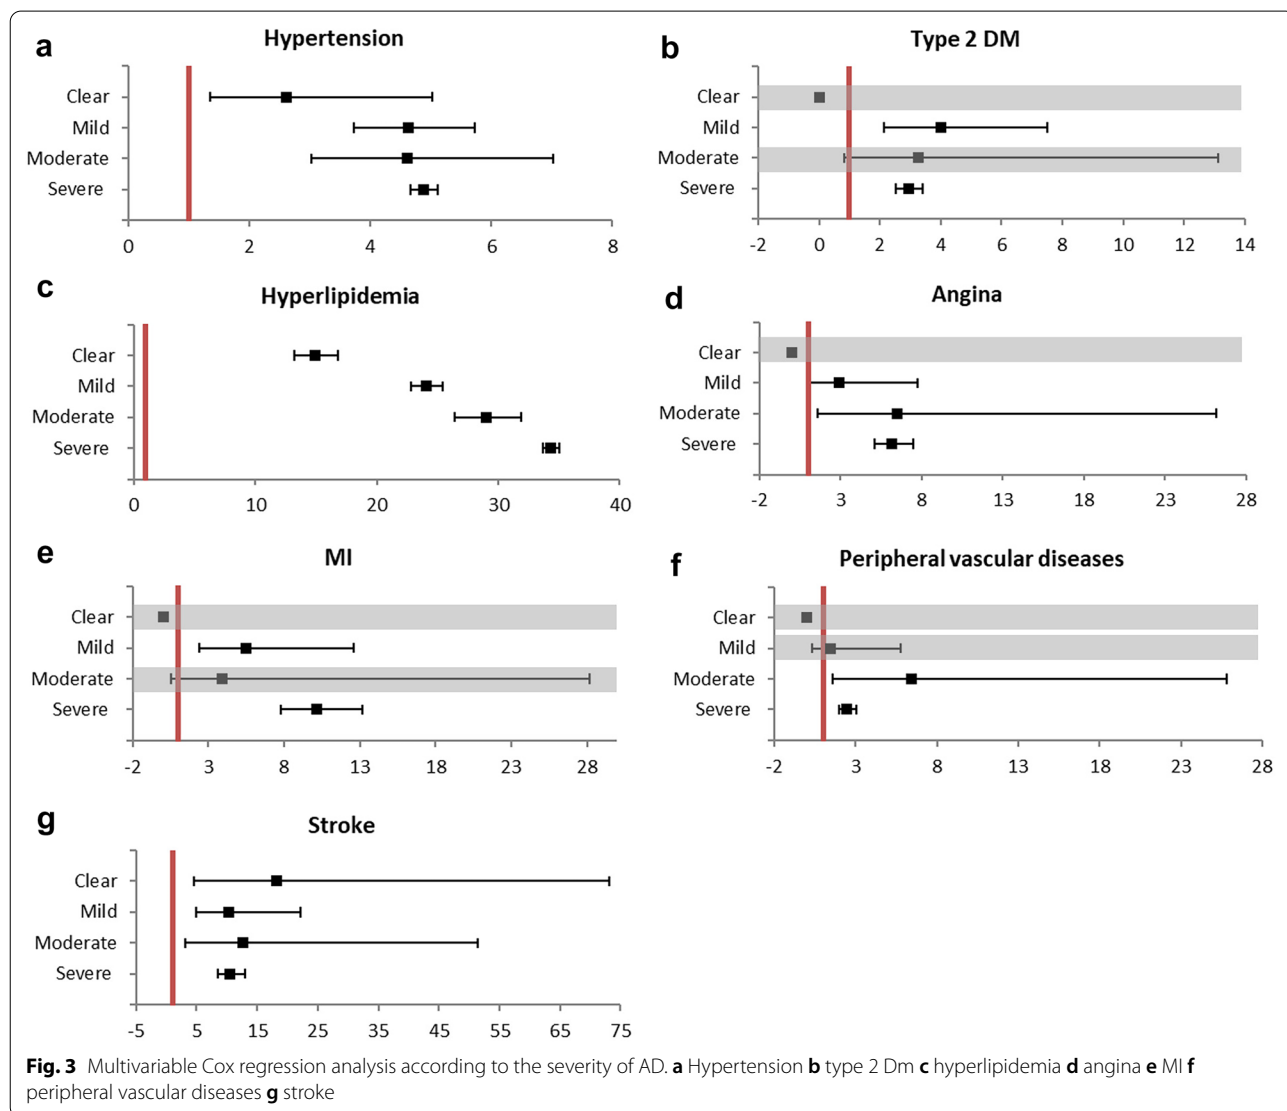 a Hypertension
Clear
Mild
Moderate
Severe
0 2 4 6 8
b Type 2 DM
Clear
Mild
Moderate
Severe
-2 0 2 4 6 8 10 12 14
c Hyperlipidemia
Clear
Mild
Moderate
Severe
0 10 20 30 40
d Angina
Clear
Mild
Moderate
Severe
-2 3 8 13 18 23 28
e MI
Clear
Mild
Moderate
Severe
-2 3 8 13 18 23 28
f Peripheral vascular diseases
Clear
Mild
Moderate
Severe
-2 3 8 13 18 23 28
g Stroke
Clear
Mild
Moderate
Severe
-5 5 15 25 35 45 55 65 75
Fig. 3 Multivariable Cox regression analysis according to the severity of AD. a Hypertension b type 2 Dm c hyperlipidemia d angina e MI f
peripheral vascular diseases g stroke